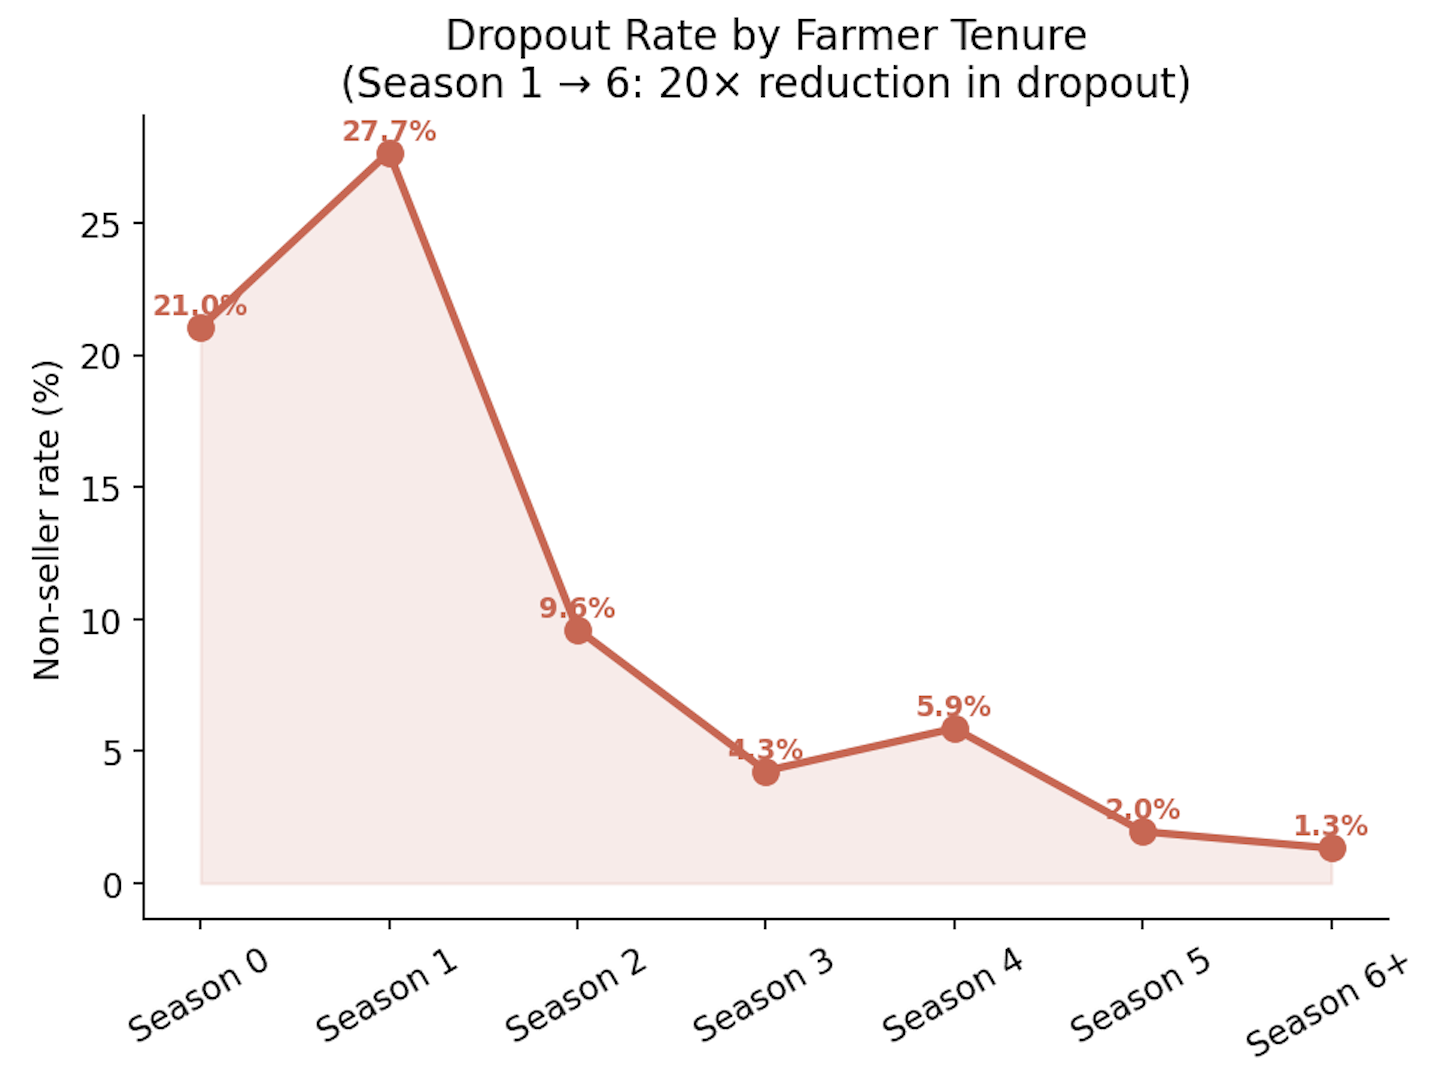 Dropout Rate by Farmer Tenure
(Season 1 → 6: 20× reduction in dropout)
27.7%
21.0%
9.6%
4.3%
5.9%
2.0%
1.3%
Non-seller rate (%)
25
20
15
10
5
0
Season 0
Season 1
Season 2
Season 3
Season 4
Season 5
Season 6+